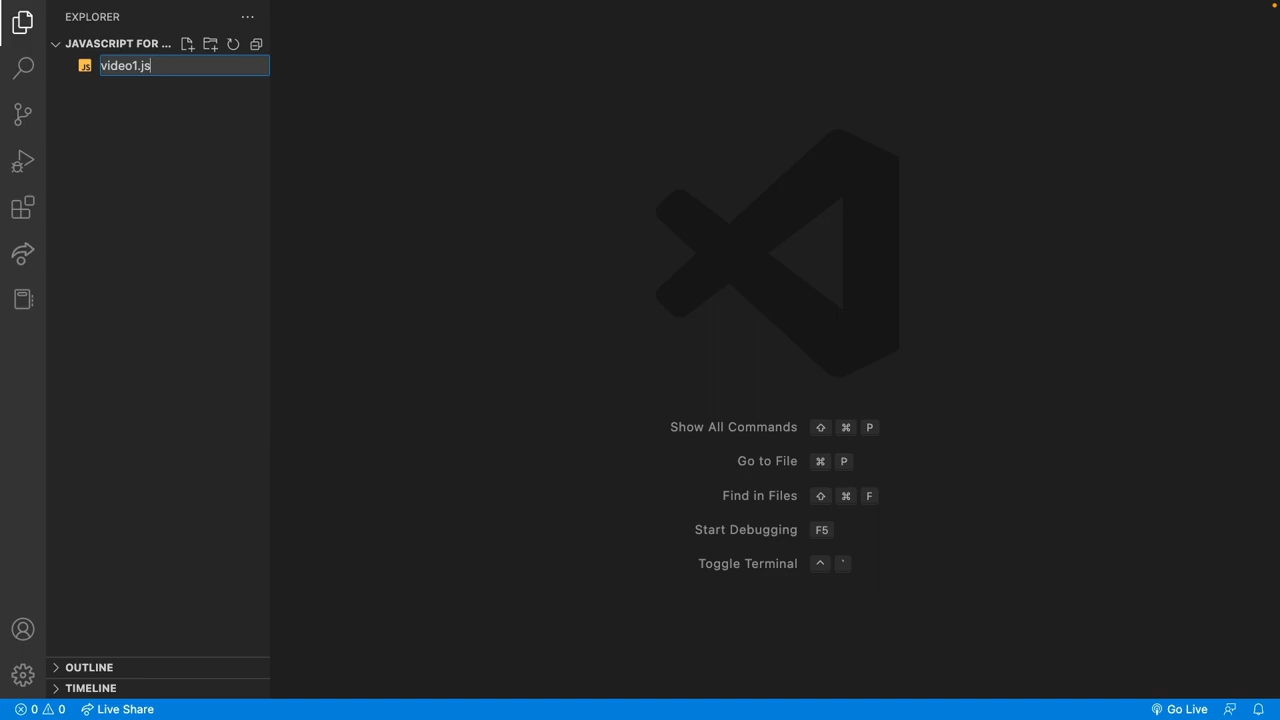 EXPLORER
JAVASCRIPT FOR ...
JS video1.js
Show All Commands ⇧ ⌘ P
Go to File ⌘ P
Find in Files ⇧ ⌘ F
Start Debugging F5
Toggle Terminal ^ `
OUTLINE
TIMELINE
0 0 Live Share
Go Live